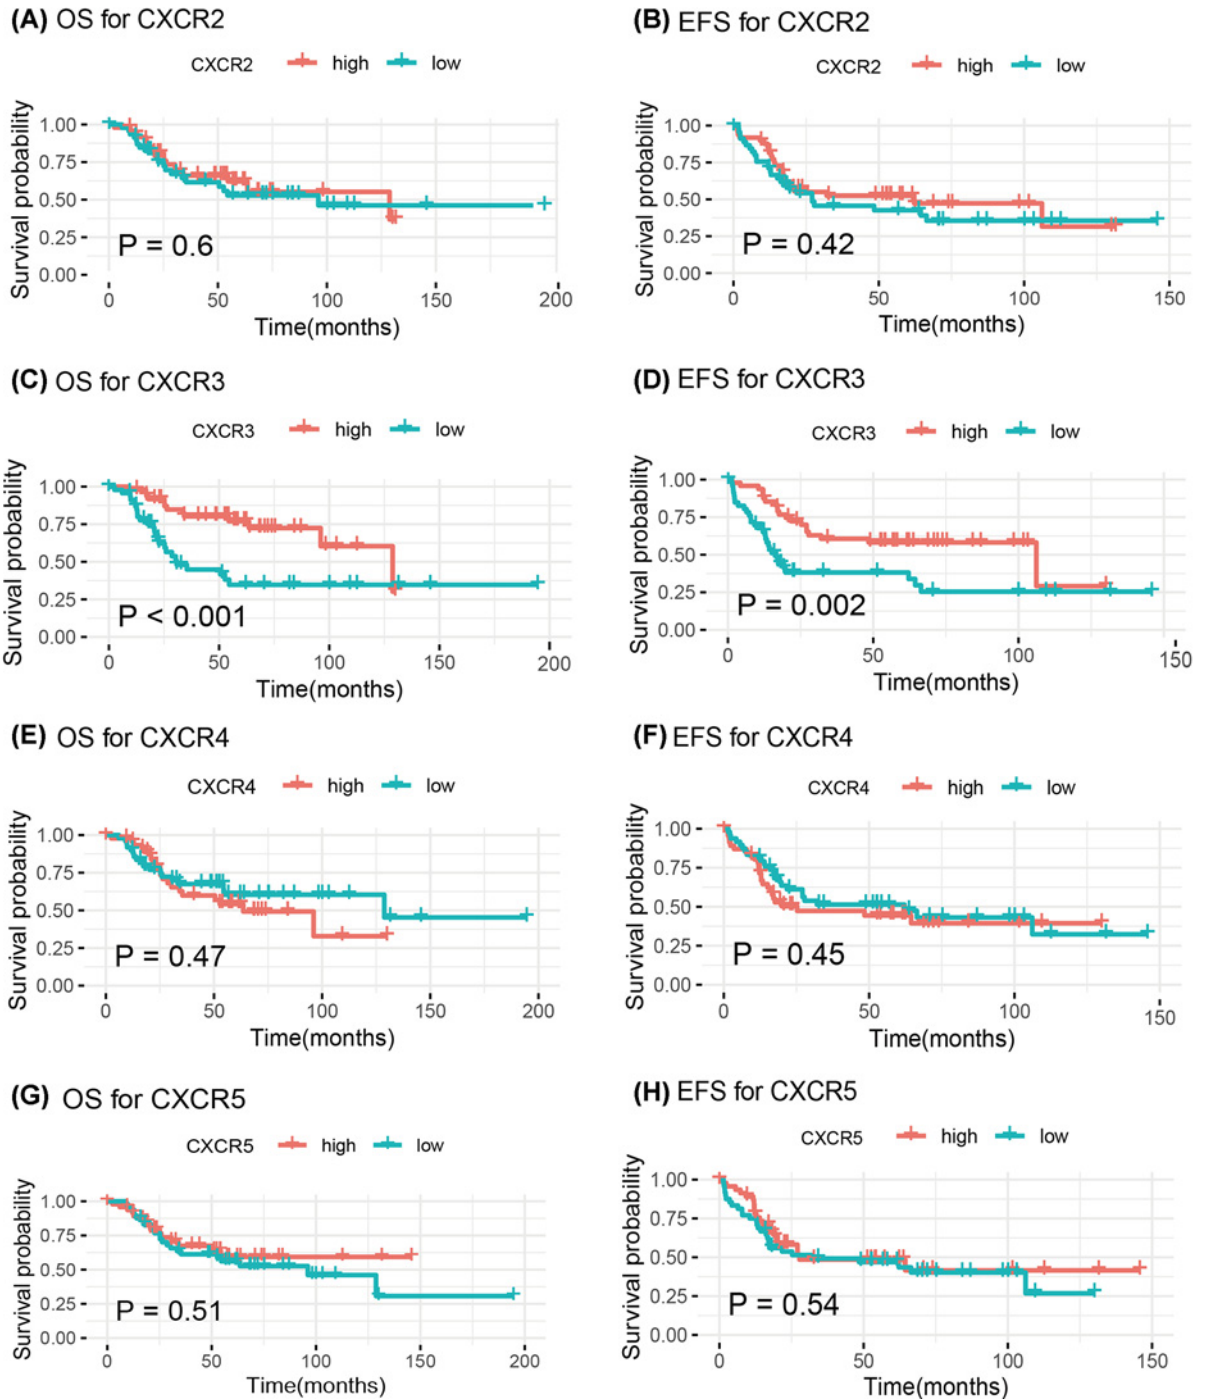 (A) OS for CXCR2
CXCR2 high low
Survival probability
1.00
0.75
0.50
0.25
0.00
P = 0.6
0 50 100 150 200
Time(months)
(B) EFS for CXCR2
CXCR2 high low
Survival probability
1.00
0.75
0.50
0.25
0.00
P = 0.42
0 50 100 150
Time(months)
(C) OS for CXCR3
CXCR3 high low
Survival probability
1.00
0.75
0.50
0.25
0.00
P < 0.001
0 50 100 150 200
Time(months)
(D) EFS for CXCR3
CXCR3 high low
Survival probability
1.00
0.75
0.50
0.25
0.00
P = 0.002
0 50 100 150
Time(months)
(E) OS for CXCR4
CXCR4 high low
Survival probability
1.00
0.75
0.50
0.25
0.00
P = 0.47
0 50 100 150 200
Time(months)
(F) EFS for CXCR4
CXCR4 high low
Survival probability
1.00
0.75
0.50
0.25
0.00
P = 0.45
0 50 100 150
Time(months)
(G) OS for CXCR5
CXCR5 high low
Survival probability
1.00
0.75
0.50
0.25
0.00
P = 0.51
0 50 100 150 200
Time(months)
(H) EFS for CXCR5
CXCR5 high low
Survival probability
1.00
0.75
0.50
0.25
0.00
P = 0.54
0 50 100 150
Time(months)